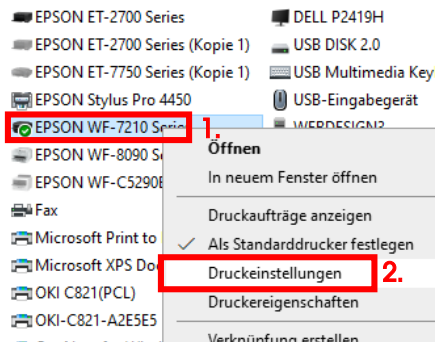 EPSON ET-2700 Series
EPSON ET-2700 Series (Kopie 1)
EPSON ET-7750 Series (Kopie 1)
EPSON Stylus Pro 4450
EPSON WF-7210 Serie
EPSON WF-8090 Se
EPSON WF-C5290
Fax
Microsoft Print to
Microsoft XPS Do
OKI C821(PCL)
OKI-C821-A2E5E5
DELL P2419H
USB DISK 2.0
USB Multimedia Key
USB-Eingabegerät
WEBDESIGN2
1.
Öffnen
In neuem Fenster öffnen
Druckaufträge anzeigen
Als Standarddrucker festlegen
Druckeinstellungen
2.
Druckereigenschaften
Verknüpfung erstellen